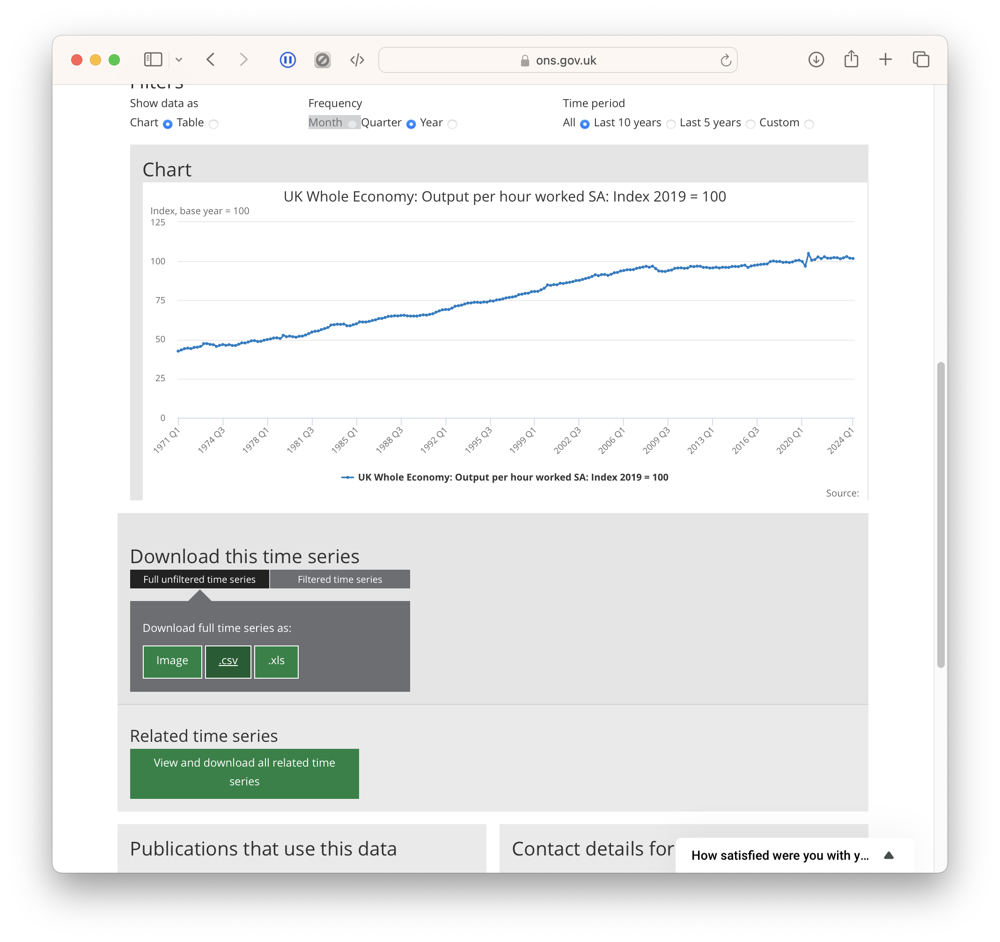 ons.gov.uk
Filters
Show data as
Frequency
Time period
Chart Table
Month Quarter Year
All Last 10 years Last 5 years Custom
Chart
UK Whole Economy: Output per hour worked SA: Index 2019 = 100
Index, base year = 100
125
100
75
50
25
0
1971 Q1
1974 Q3
1978 Q1
1981 Q3
1985 Q1
1988 Q3
1992 Q1
1995 Q3
1999 Q1
2002 Q3
2006 Q1
2009 Q3
2013 Q1
2016 Q3
2020 Q1
2024 Q1
UK Whole Economy: Output per hour worked SA: Index 2019 = 100
Source:
Download this time series
Full unfiltered time series
Filtered time series
Download full time series as:
Image
.csv
.xls
Related time series
View and download all related time
series
Publications that use this data
Contact details for
How satisfied were you with y...